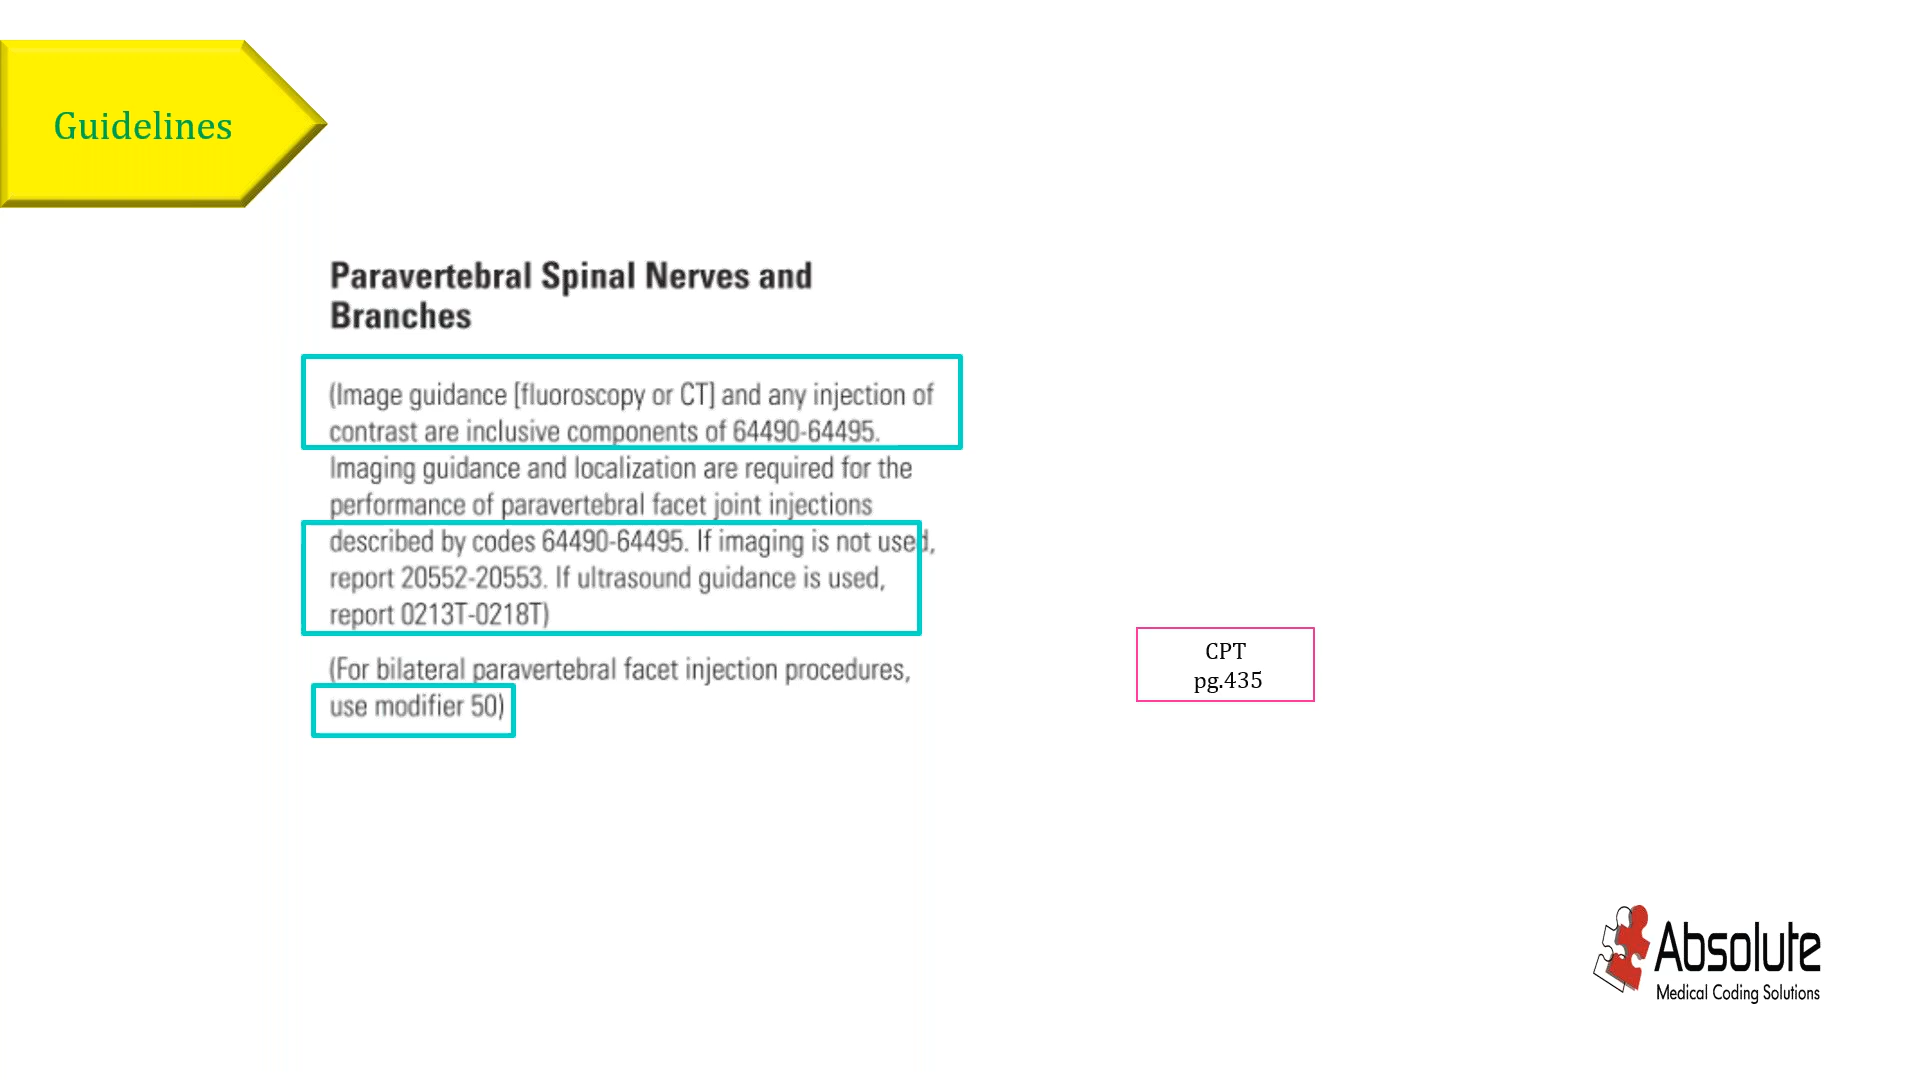 Guidelines
Paravertebral Spinal Nerves and
Branches
(Image guidance [fluoroscopy or CT] and any injection of
contrast are inclusive components of 64490-64495.
Imaging guidance and localization are required for the
performance of paravertebral facet joint injections
described by codes 64490-64495. If imaging is not used,
report 20552-20553. If ultrasound guidance is used,
report 0213T-0218T)
(For bilateral paravertebral facet injection procedures,
use modifier 50)
CPT
pg.435
Absolute
Medical Coding Solutions